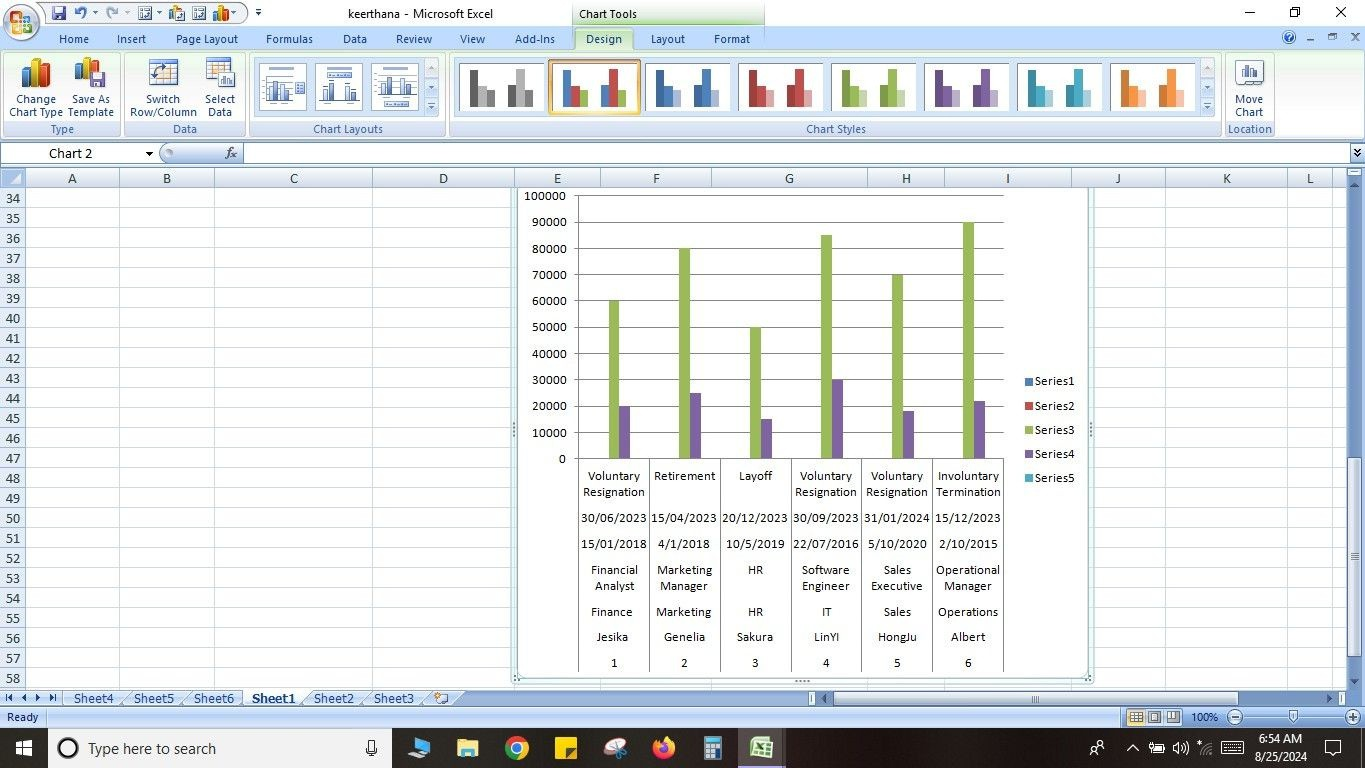 keerthana - Microsoft Excel
Chart Tools
Home Insert Page Layout Formulas Data Review View Add-Ins Design Layout Format
Change Chart Type
Save As Template
Switch Row/Column
Select Data
Move Chart
Type Data Chart Layouts Chart Styles Location
Chart 2 fx
A B C D E F G H I J K L
34
35
36
37
38
39
40
41
42
43
44
45
46
47
48
49
50
51
52
53
54
55
56
57
58
100000
90000
80000
70000
60000
50000
40000
30000
20000
10000
0
Series1
Series2
Series3
Series4
Series5
Voluntary Retirement Layoff Voluntary Voluntary Involuntary
Resignation Resignation Resignation Termination
30/06/2023 15/04/2023 20/12/2023 30/09/2023 31/01/2024 15/12/2023
15/01/2018 4/1/2018 10/5/2019 22/07/2016 5/10/2020 2/10/2015
Financial Marketing HR Software Sales Operational
Analyst Manager Engineer Executive Manager
Finance Marketing HR IT Sales Operations
Jesika Genelia Sakura LinYI HongJu Albert
1 2 3 4 5 6
Sheet4 Sheet5 Sheet6 Sheet1 Sheet2 Sheet3
Ready 100%
Type here to search
6:54 AM
8/25/2024